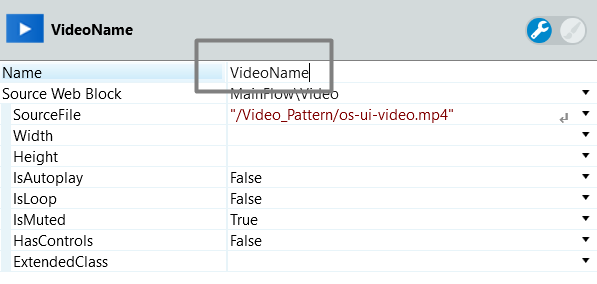 VideoName
Name VideoName
Source Web Block MainFlow\Video
SourceFile "/Video_Pattern/os-ui-video.mp4"
Width
Height
IsAutoplay False
IsLoop False
IsMuted True
HasControls False
ExtendedClass